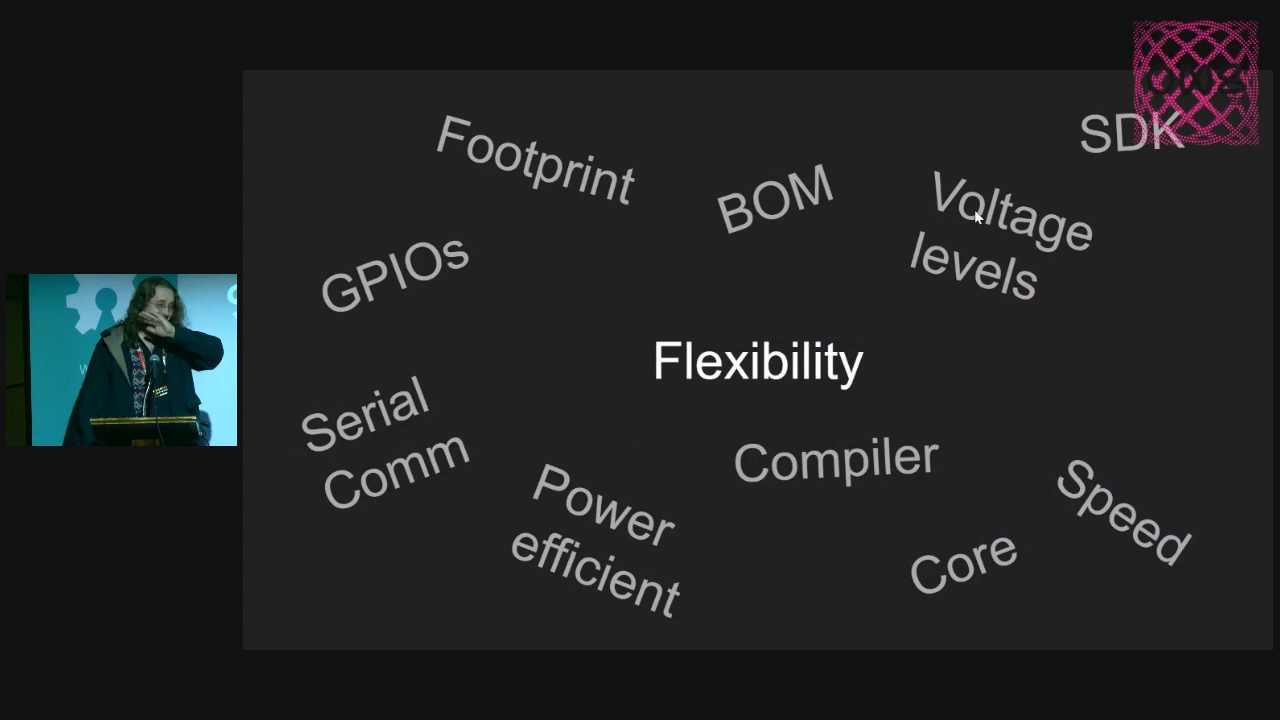 SDK
Footprint
BOM
Voltage
levels
GPIOs
Flexibility
Serial
Comm
Compiler
Power
efficient
Speed
Core